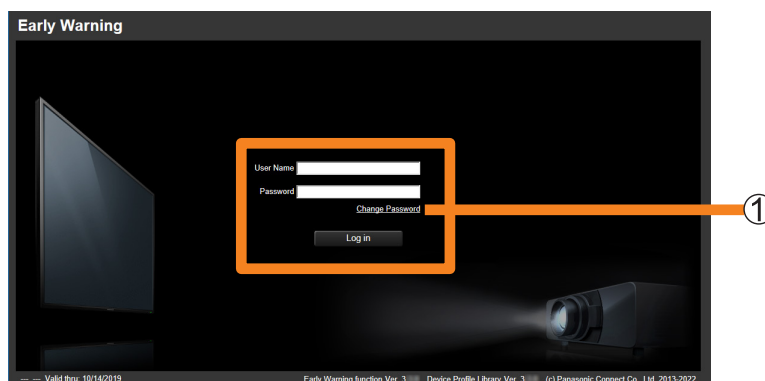 Early Warning
User Name
Password
Change Password
Log in
①
--- --- Valid thru: 10/14/2019
Early Warning function Ver. 3 Device Profile Library Ver. 3 (c) Panasonic Connect Co., Ltd. 2013-2022